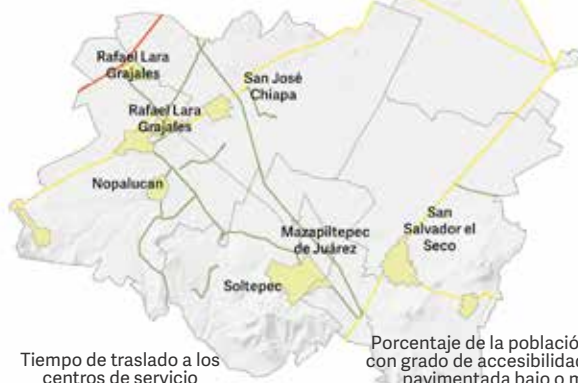 Rafael Lara
Grajales
San José
Chiapa
Rafael Lara
Grajales
Nopalucan
San
Salvador el
Seco
Mazapiltepec
de Juárez
Soltepec
Tiempo de traslado a los
centros de servicio
Porcentaje de la població
con grado de accesibilidad
pavimentada bajo o m